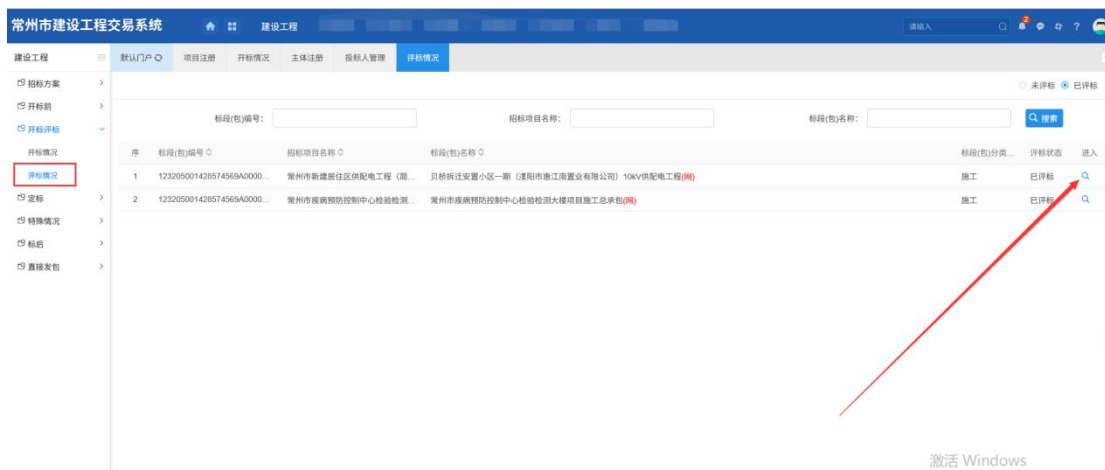 常州市建设工程交易系统 建设工程 请输入 2 ?
建设工程 默认门户 项目注册 开标情况 主体注册 投标人管理 评标情况
招标方案 未评标 已评标
开标前 标段(包)编号: 招标项目名称: 标段(包)名称: 搜索
开标评标
开标情况 序 标段(包)编号 招标项目名称 标段(包)名称 标段(包)分类... 评标状态 进入
评标情况 1 123205001428574569A0000... 常州市新建居住区供配电工程（简... 贝桥拆迁安置小区一期（溧阳市惠江南置业有限公司）10kV供配电工程(网) 施工 已评标
定标 2 123205001428574569A0000... 常州市疾病预防控制中心检验检测... 常州市疾病预防控制中心检验检测大楼项目施工总承包(网) 施工 已评标
特殊情况
标后
直接发包
激活 Windows